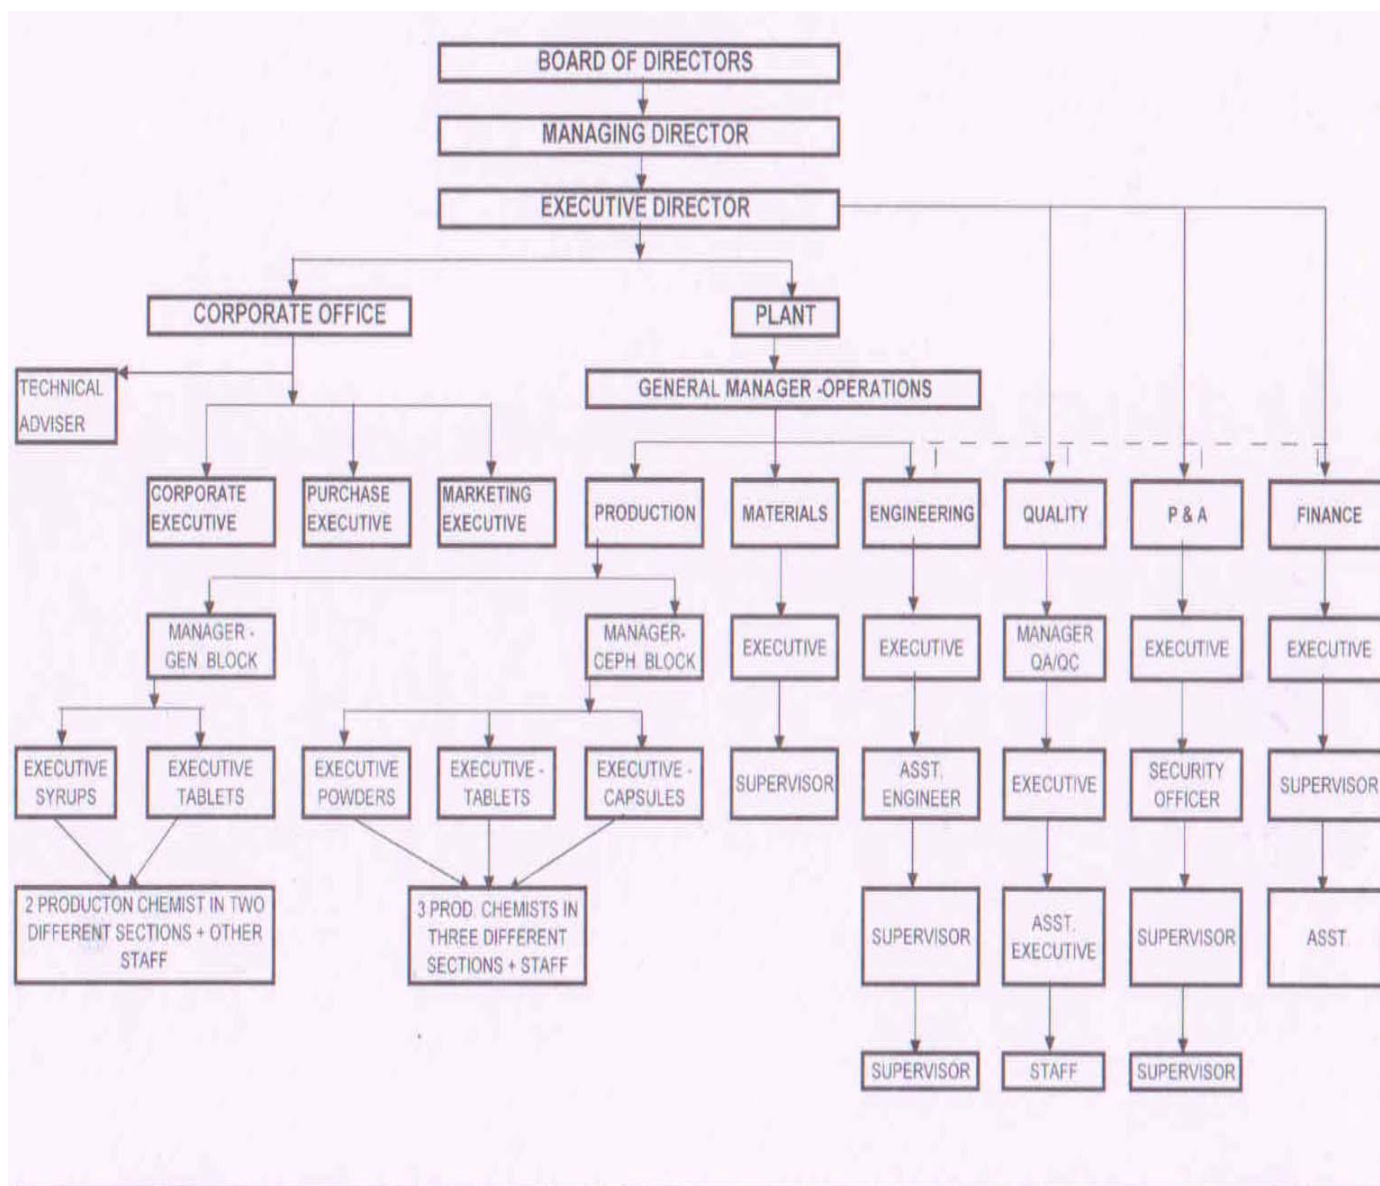 BOARD OF DIRECTORS
MANAGING DIRECTOR
EXECUTIVE DIRECTOR
CORPORATE OFFICE
PLANT
TECHNICAL
ADVISER
GENERAL MANAGER -OPERATIONS
CORPORATE
EXECUTIVE
PURCHASE
EXECUTIVE
MARKETING
EXECUTIVE
PRODUCTION
MATERIALS
ENGINEERING
QUALITY
P & A
FINANCE
MANAGER -
GEN. BLOCK
MANAGER-
CEPH. BLOCK
EXECUTIVE
EXECUTIVE
MANAGER
QA/QC
EXECUTIVE
EXECUTIVE
EXECUTIVE
SYRUPS
EXECUTIVE
TABLETS
EXECUTIVE
POWDERS
EXECUTIVE -
TABLETS
EXECUTIVE -
CAPSULES
SUPERVISOR
ASST.
ENGINEER
EXECUTIVE
SECURITY
OFFICER
SUPERVISOR
2 PRODUCTON CHEMIST IN TWO
DIFFERENT SECTIONS + OTHER
STAFF
3 PROD. CHEMISTS IN
THREE DIFFERENT
SECTIONS + STAFF
SUPERVISOR
ASST.
EXECUTIVE
SUPERVISOR
ASST.
SUPERVISOR
STAFF
SUPERVISOR